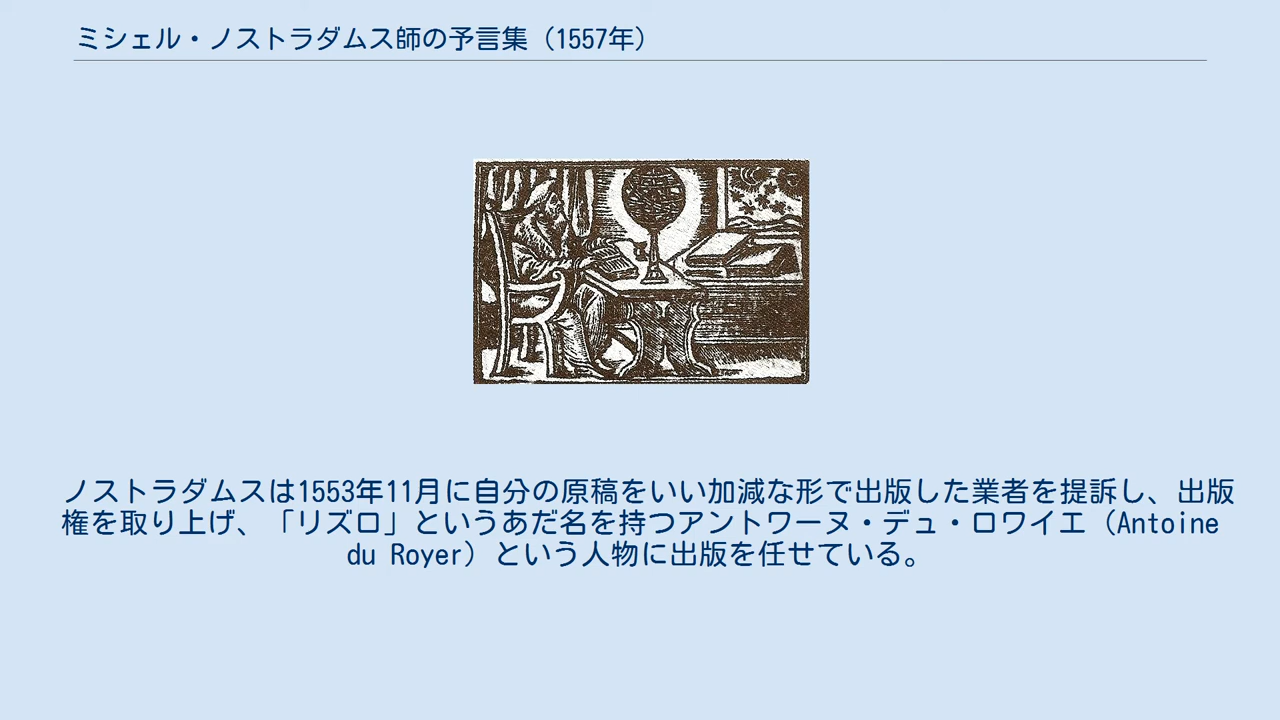 ミシェル・ノストラダムス師の予言集（1557年）
ノストラダムスは1553年11月に自分の原稿をいい加減な形で出版した業者を提訴し、出版
権を取り上げ、「リズロ」というあだ名を持つアントワーヌ・デュ・ロワイエ（Antoine
du Royer）という人物に出版を任せている。